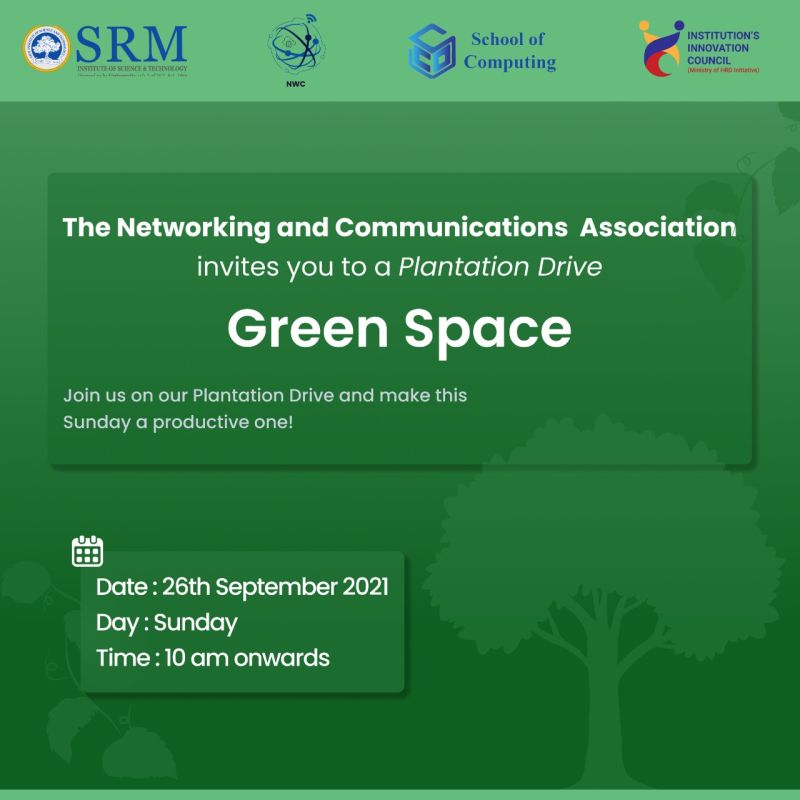 SRM
INSTITUTE OF SCIENCE & TECHNOLOGY
NWC
School of
Computing
INSTITUTION'S
INNOVATION
COUNCIL
(Ministry of HRD Initiative)
The Networking and Communications Association
invites you to a Plantation Drive
Green Space
Join us on our Plantation Drive and make this
Sunday a productive one!
Date : 26th September 2021
Day : Sunday
Time : 10 am onwards